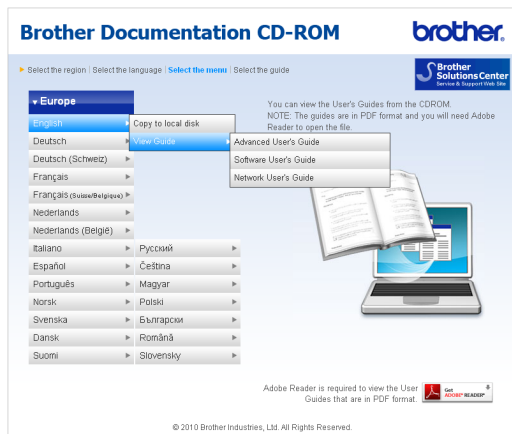 Brother Documentation CD-ROM
brother
Select the region | Select the language | Select the menu | Select the guide
Brother
SolutionsCenter
Service & Support Web Site
Europe
You can view the User's Guides from the CDROM.
NOTE: The guides are in PDF format and you will need Adobe
Reader to open the file.
English
Copy to local disk
Deutsch
View Guide
Advanced User's Guide
Deutsch (Schweiz)
Software User's Guide
Français
Network User's Guide
Français (Suisse/Belgique)
Nederlands
Nederlands (België)
Italiano
Русский
Español
Čeština
Português
Magyar
Norsk
Polski
Svenska
Български
Dansk
Română
Suomi
Slovensky
Adobe Reader is required to view the User
Guides that are in PDF format.
Get
ADOBE® READER®
© 2010 Brother Industries, Ltd. All Rights Reserved.